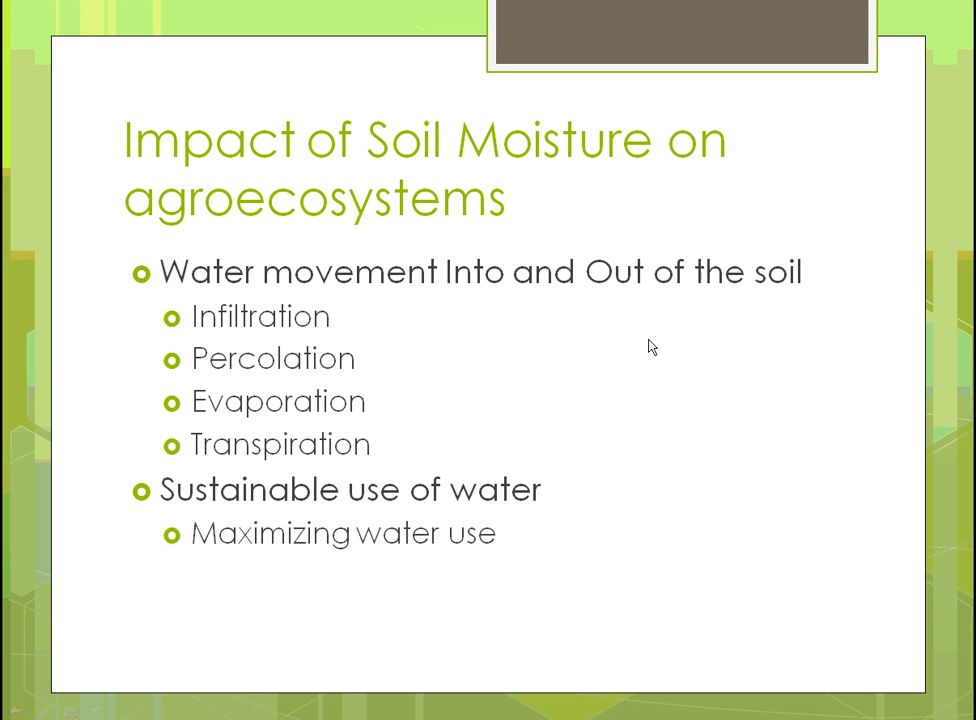 Impact of Soil Moisture on
agroecosystems
Water movement Into and Out of the soil
Infiltration
Percolation
Evaporation
Transpiration
Sustainable use of water
Maximizing water use